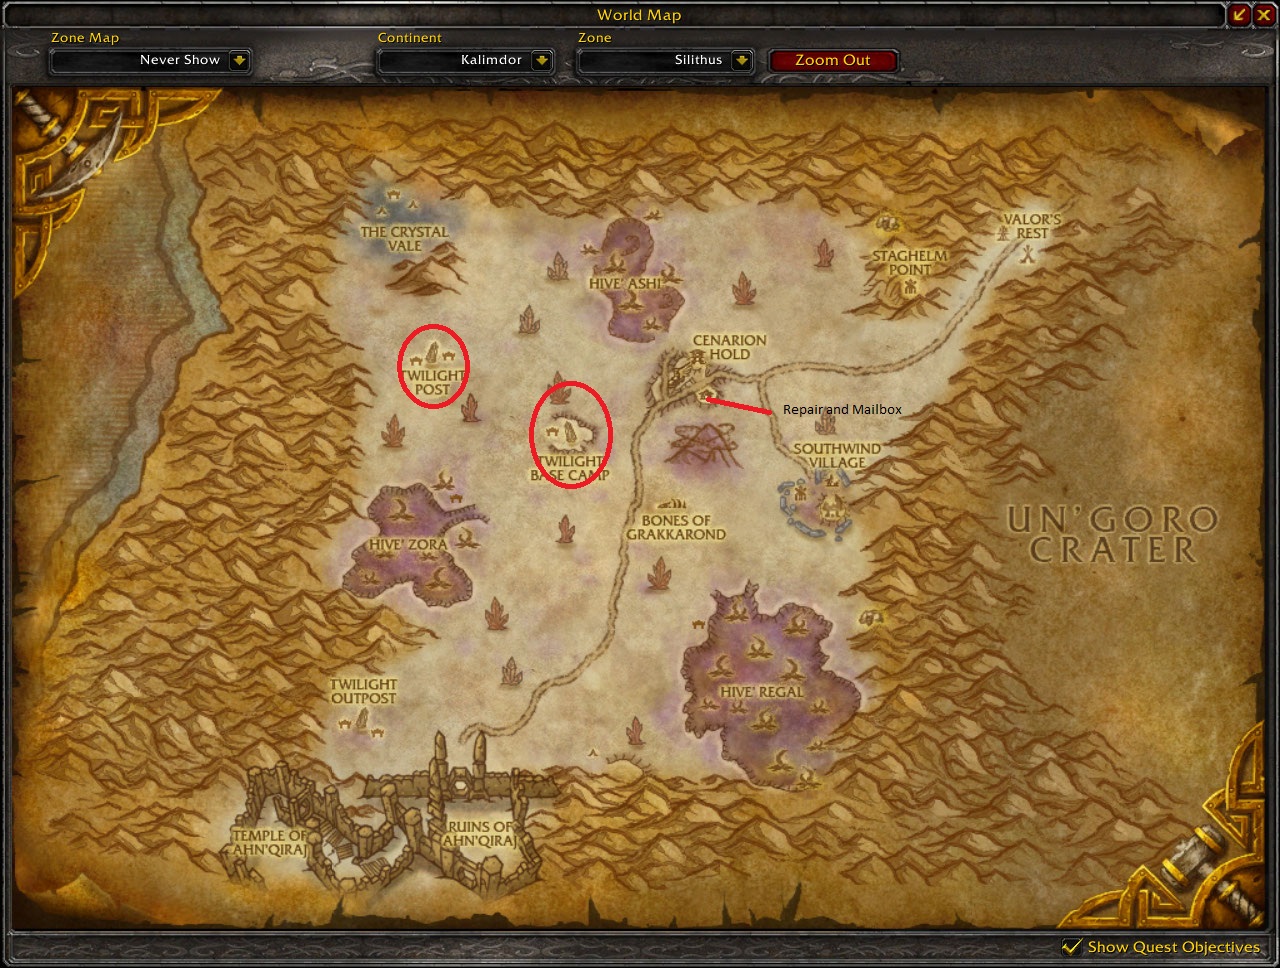 World Map
Zone Map
Continent
Zone
Never Show
Kalimdor
Silithus
Zoom Out
THE CRYSTAL
VALE
VALOR'S
REST
STAGHELM
POINT
HIVE' ASHI
CENARION
HOLD
TWILIGHT
POST
Repair and Mailbox
SOUTHWIND
VILLAGE
TWILIGHT
BASE CAMP
UN'GORO
CRATER
BONES OF
GRAKKAROND
HIVE' ZORA
TWILIGHT
OUTPOST
HIVE' REGAL
TEMPLE OF
AHN'QIRAJ
RUINS OF
AHN'QIRAJ
Show Quest Objectives